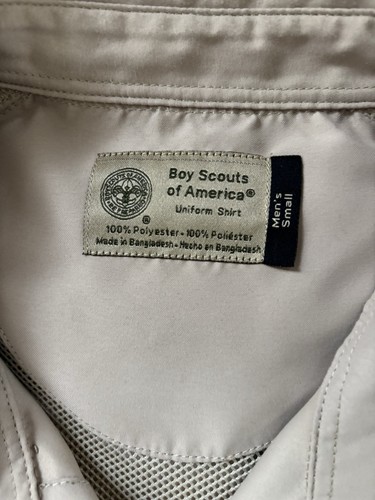 Boy Scouts
of America®
Uniform Shirt
®
100% Polyester • 100% Poliéster
Made in Bangladesh • Hecho en Bangladesh
Men's
Small